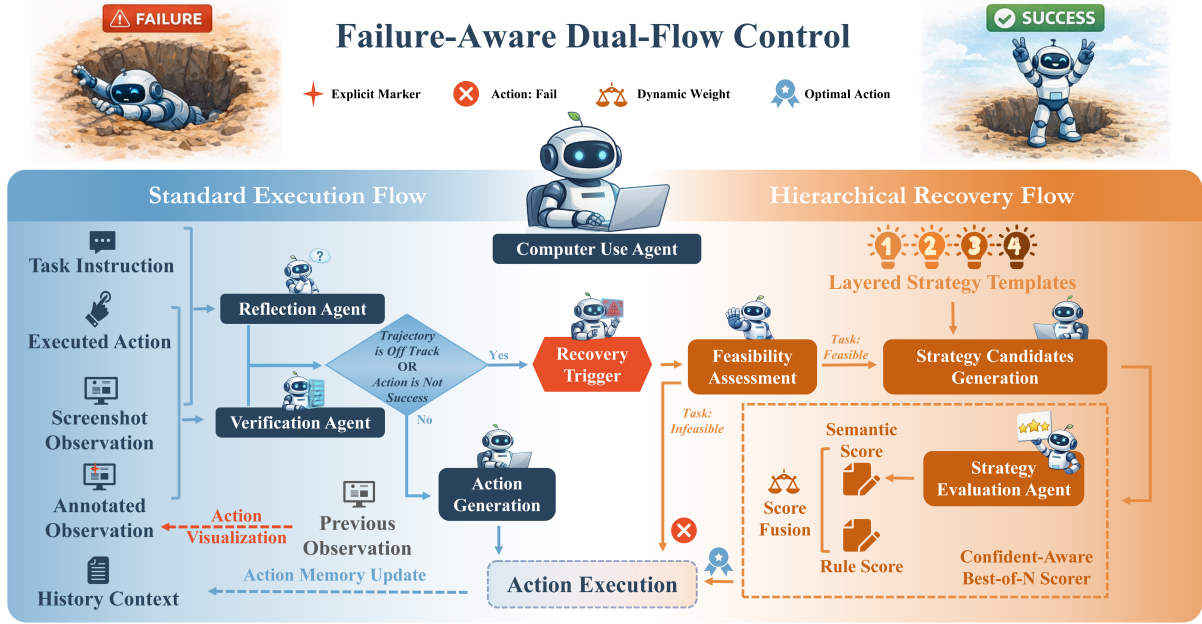 FAILURE
Failure-Aware Dual-Flow Control
SUCCESS
Explicit Marker
Action: Fail
Dynamic Weight
Optimal Action
Standard Execution Flow
Hierarchical Recovery Flow
Computer Use Agent
Task Instruction
Executed Action
Screenshot
Observation
Annotated
Observation
History Context
?
Reflection Agent
Verification Agent
Trajectory
is Off Track
OR
Action is Not
Success
Yes
No
Action
Generation
Action
Visualization
Previous
Observation
Action Memory Update
Action Execution
Recovery
Trigger
Feasibility
Assessment
Task:
Feasible
Task:
Infeasible
1
2
3
4
Layered Strategy Templates
Strategy Candidates
Generation
Strategy
Evaluation Agent
Semantic
Score
Score
Fusion
Rule Score
Confident-Aware
Best-of-N Scorer